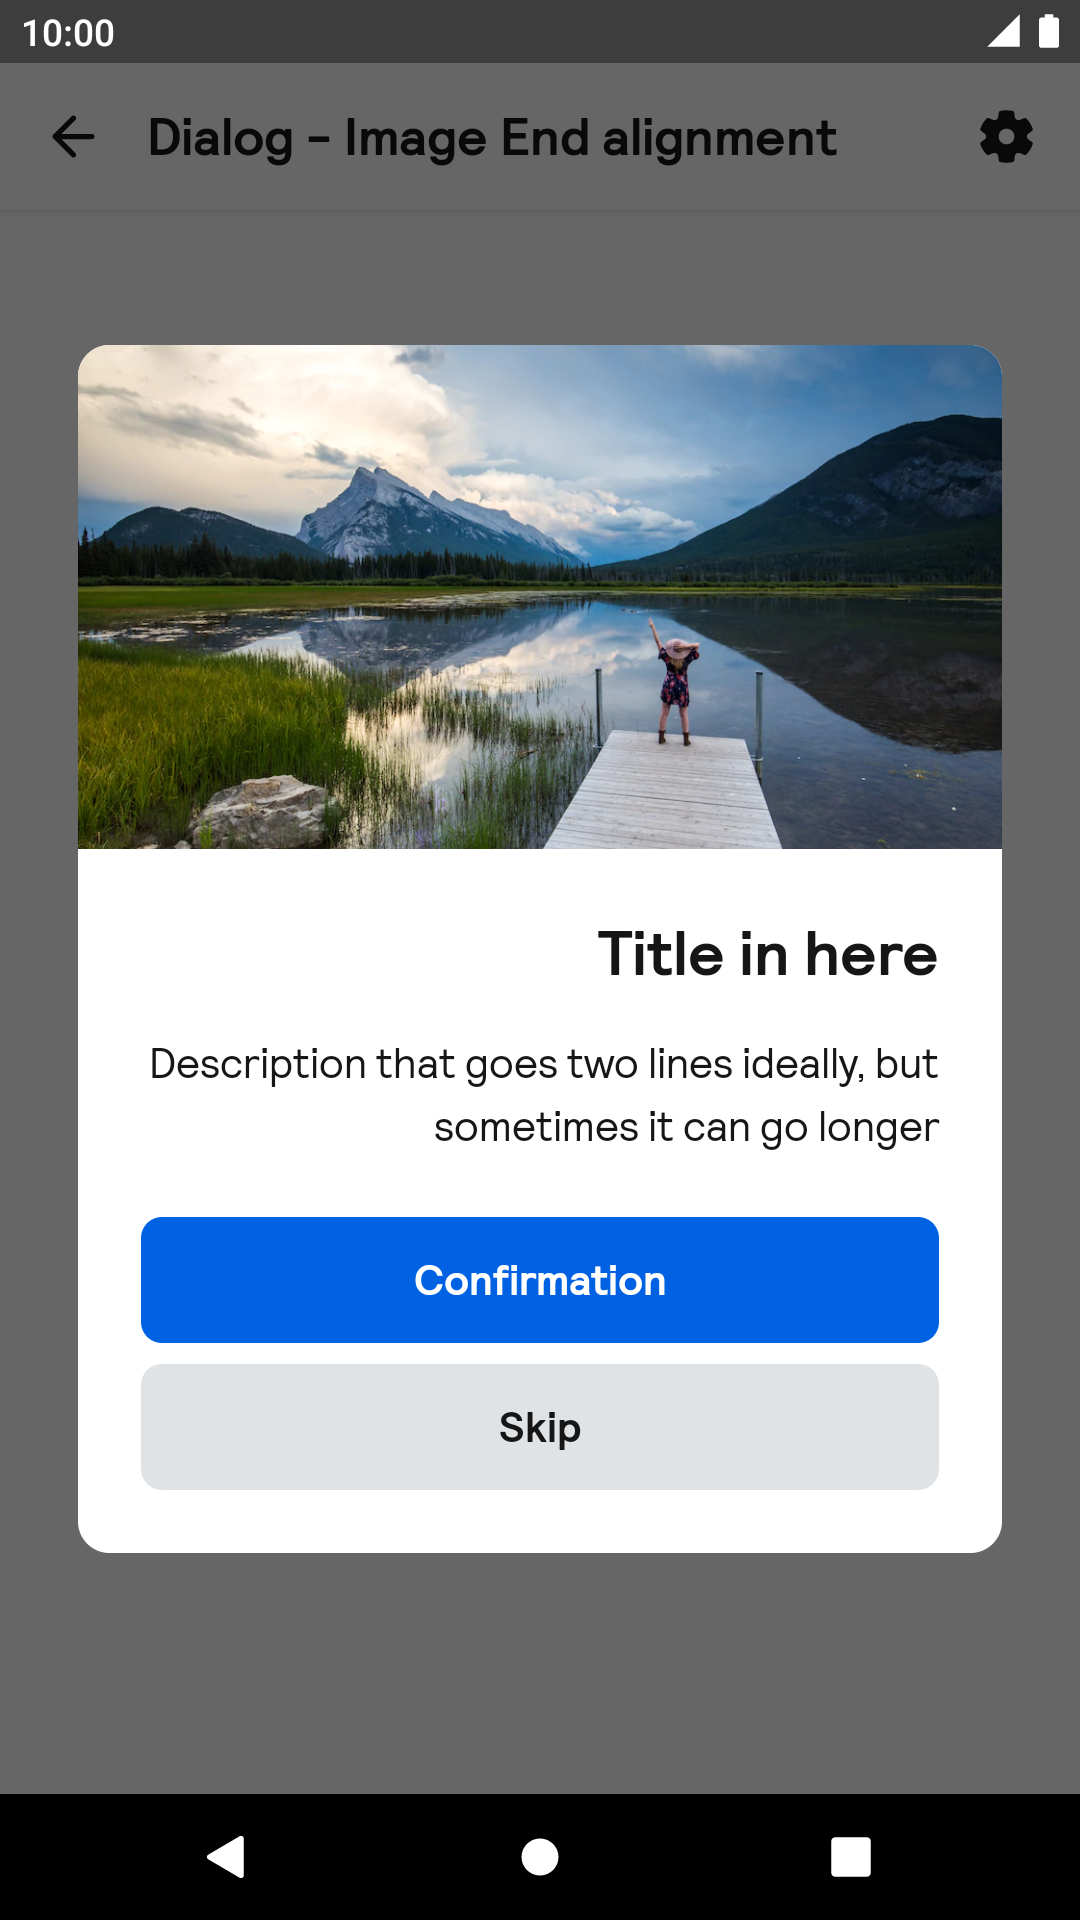 10:00
Dialog - Image End alignment
Title in here
Description that goes two lines ideally, but
sometimes it can go longer
Confirmation
Skip